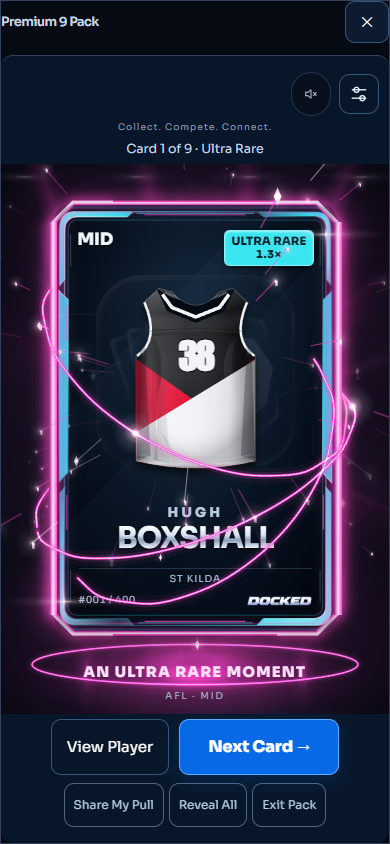 Premium 9 Pack
Collect. Compete. Connect.
Card 1 of 9 · Ultra Rare
MID
ULTRA RARE
1.3×
38
HUGH
BOXSHALL
ST KILDA
#001 / 400
DOCKED
AN ULTRA RARE MOMENT
AFL · MID
View Player
Next Card →
Share My Pull
Reveal All
Exit Pack